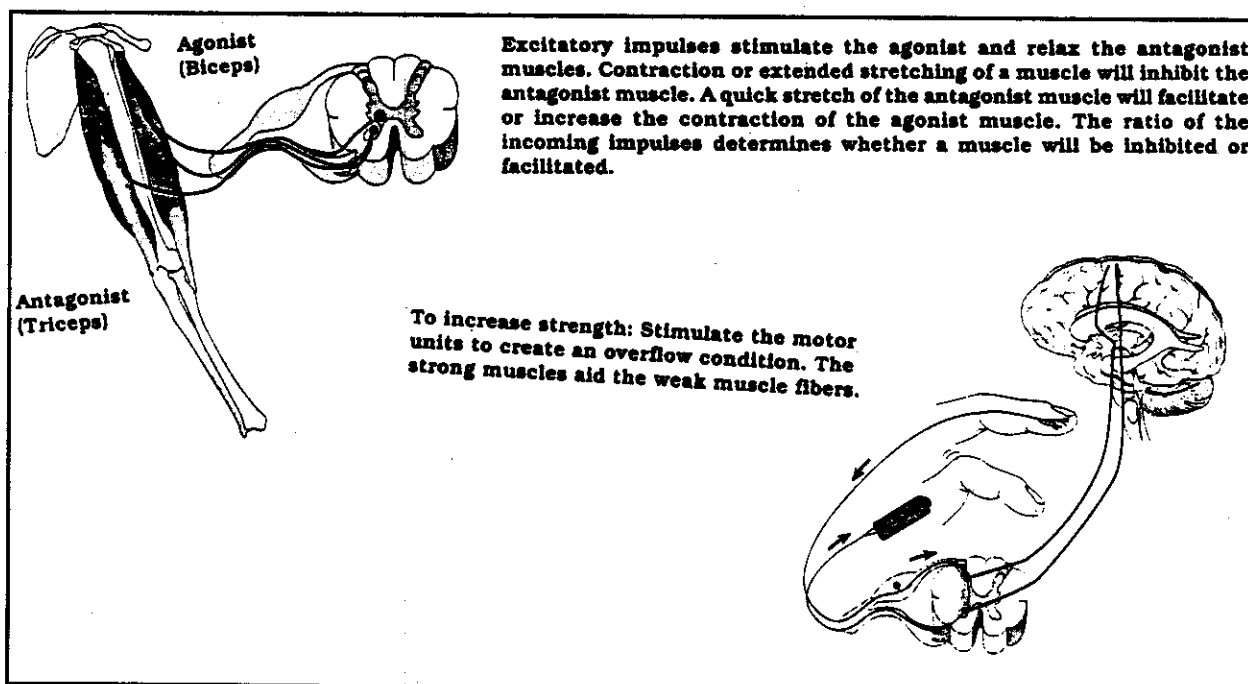 Agonist
(Biceps)
Excitatory impulses stimulate the agonist and relax the antagonist
muscles. Contraction or extended stretching of a muscle will inhibit the
antagonist muscle. A quick stretch of the antagonist muscle will facilitate
or increase the contraction of the agonist muscle. The ratio of the
incoming impulses determines whether a muscle will be inhibited or
facilitated.
Antagonist
(Triceps)
To increase strength: Stimulate the motor
units to create an overflow condition. The
strong muscles aid the weak muscle fibers.